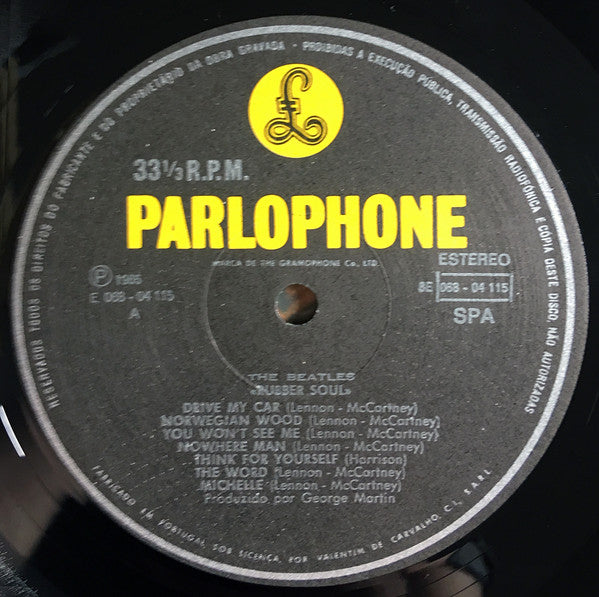 RESERVADOS TODOS OS DIREITOS DO FABRICANTE E DO PROPRIETÁRIO DA OBRA GRAVADA - PROIBIDAS A EXECUÇÃO PÚBLICA, TRANSMISSÃO RADIOFÓNICA E CÓPIA DESTE DISCO NÃO AUTORIZADAS
£
33⅓ R.P.M.
PARLOPHONE
MARCA DE THE GRAMOPHONE Co., LTD.
ESTEREO
Ⓟ 1965
E 068 - 04 115
A
8E 068 - 04 115
SPA
THE BEATLES
«RUBBER SOUL»
DRIVE MY CAR (Lennon - McCartney)
NORWEGIAN WOOD (Lennon - McCartney)
YOU WON'T SEE ME (Lennon - McCartney)
NOWHERE MAN (Lennon - McCartney)
THINK FOR YOURSELF (Harrison)
THE WORD (Lennon - McCartney)
MICHELLE (Lennon - McCartney)
Produzido por George Martin
FABRICADO EM PORTUGAL SOB LICENÇA, POR VALENTIM DE CARVALHO, C.I., S.A.R.L.